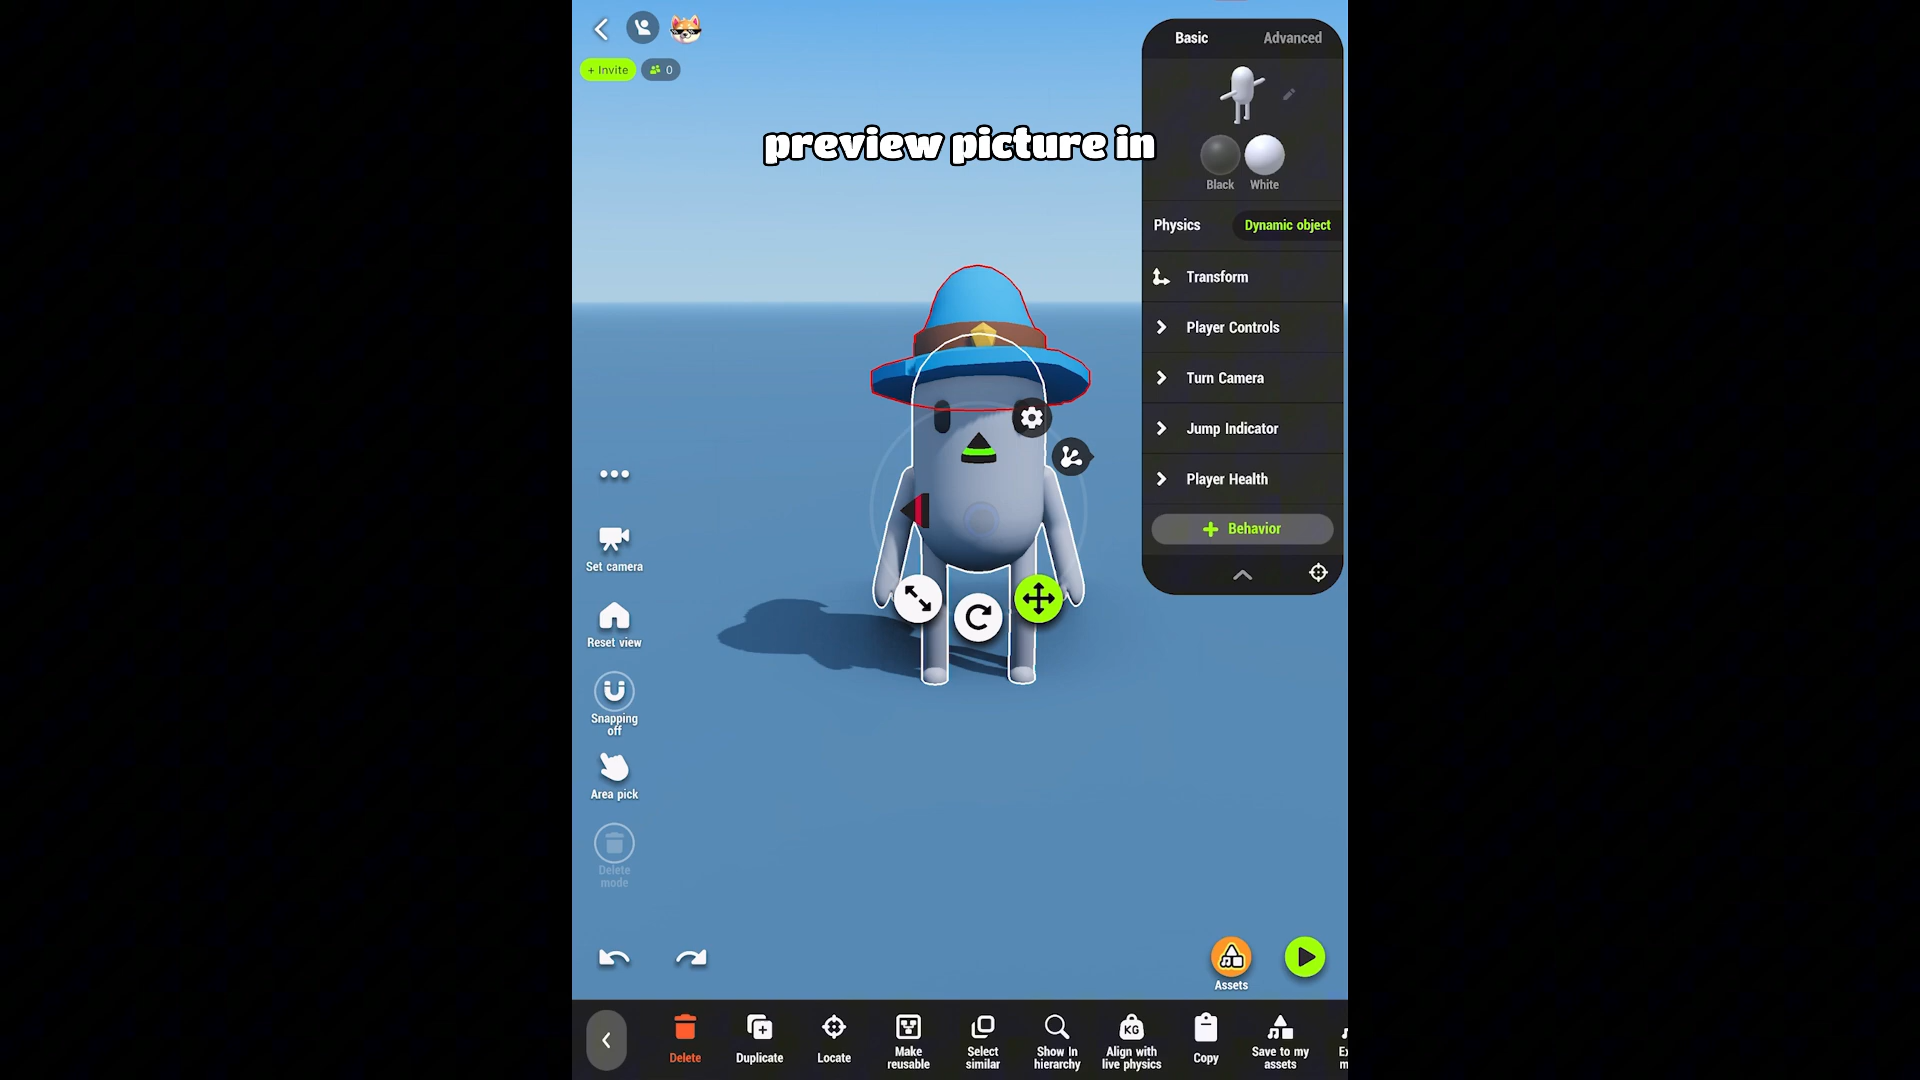 Basic
Advanced
+ Invite
0
preview picture in
Black
White
Physics
Dynamic object
Transform
Player Controls
Turn Camera
Jump Indicator
Player Health
+ Behavior
Set camera
Reset view
Snapping
off
Area pick
Delete
mode
Assets
Delete
Duplicate
Locate
Make
reusable
Select
similar
Show in
hierarchy
KG
Align with
live physics
Copy
Save to my
assets